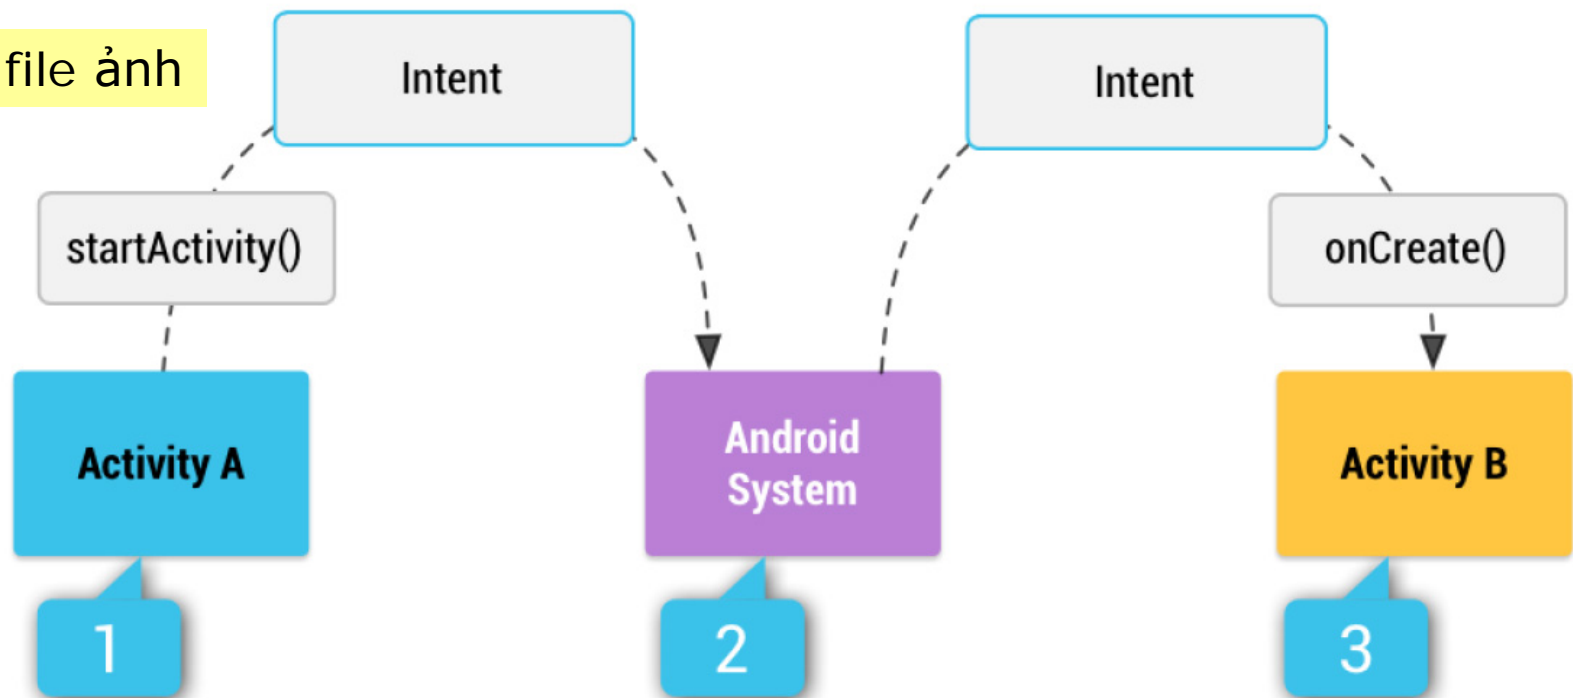 file ảnh
Intent
Intent
startActivity()
onCreate()
Activity A
Android
System
Activity B
1
2
3